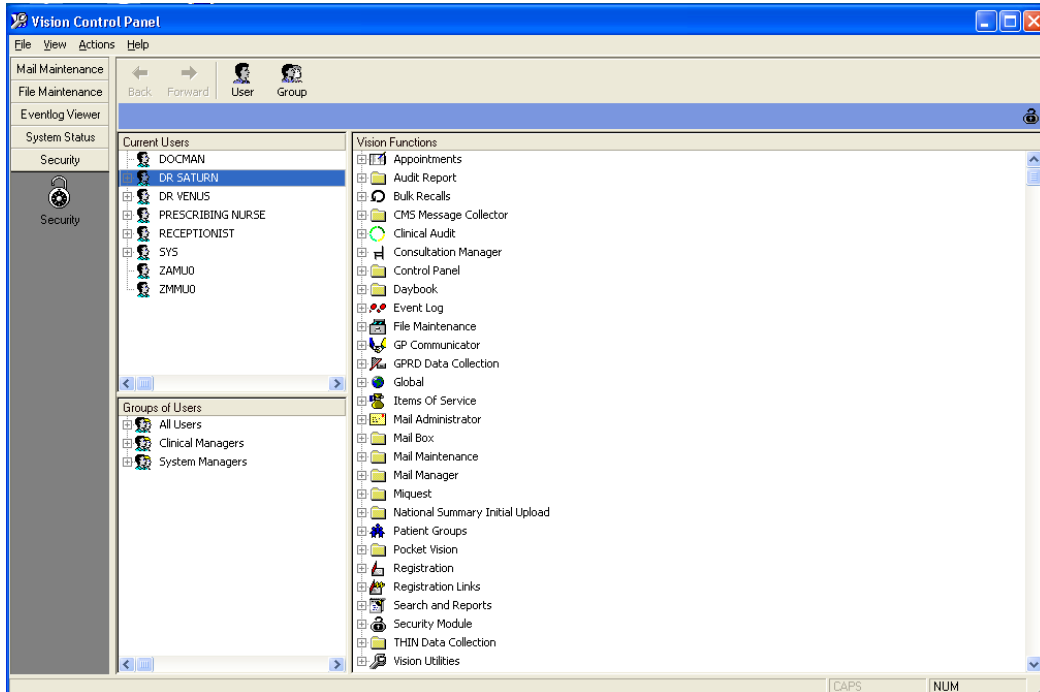 Vision Control Panel
File View Actions Help
Mail Maintenance
File Maintenance
Eventlog Viewer
System Status
Security
Security
Back Forward User Group
Current Users
DOCMAN
DR SATURN
DR VENUS
PRESCRIBING NURSE
RECEPTIONIST
SYS
ZAMU0
ZMMU0
Groups of Users
All Users
Clinical Managers
System Managers
Vision Functions
Appointments
Audit Report
Bulk Recalls
CMS Message Collector
Clinical Audit
Consultation Manager
Control Panel
Daybook
Event Log
File Maintenance
GP Communicator
GPRD Data Collection
Global
Items Of Service
Mail Administrator
Mail Box
Mail Maintenance
Mail Manager
Miquest
National Summary Initial Upload
Patient Groups
Pocket Vision
Registration
Registration Links
Search and Reports
Security Module
THIN Data Collection
Vision Utilities
CAPS NUM